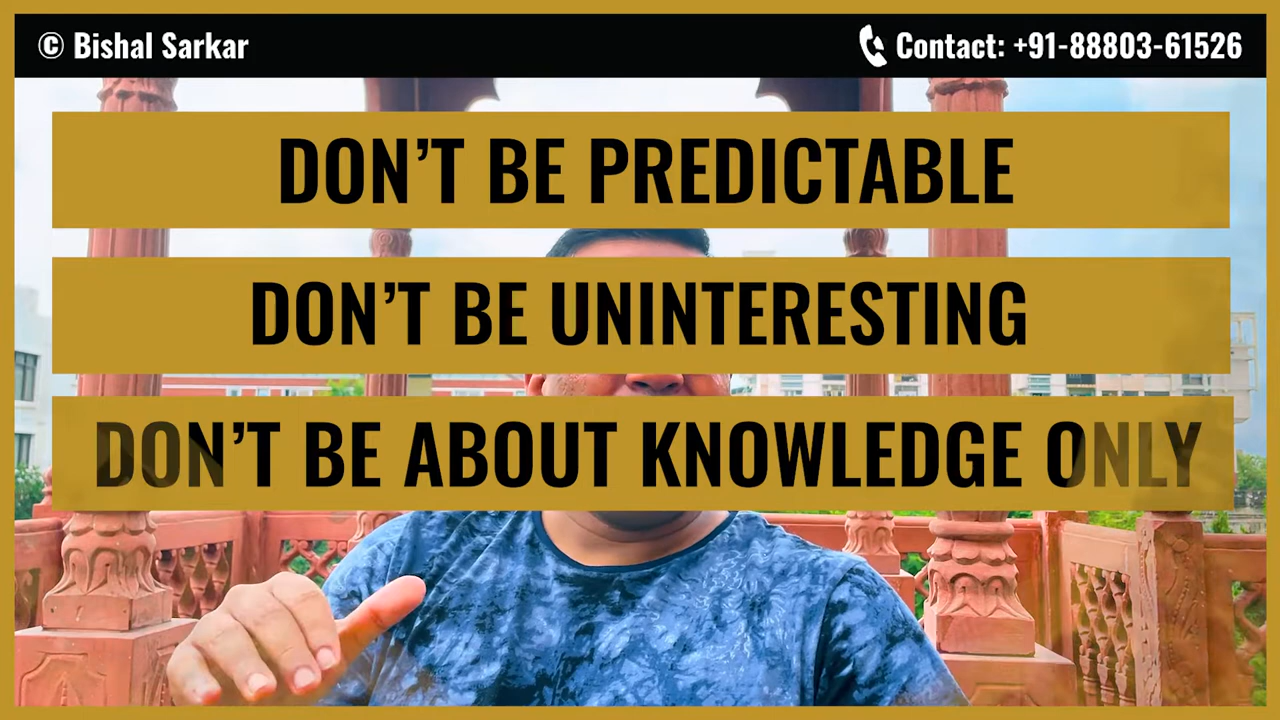 © Bishal Sarkar
Contact: +91-88803-61526
DON’T BE PREDICTABLE
DON’T BE UNINTERESTING
DON’T BE ABOUT KNOWLEDGE ONLY